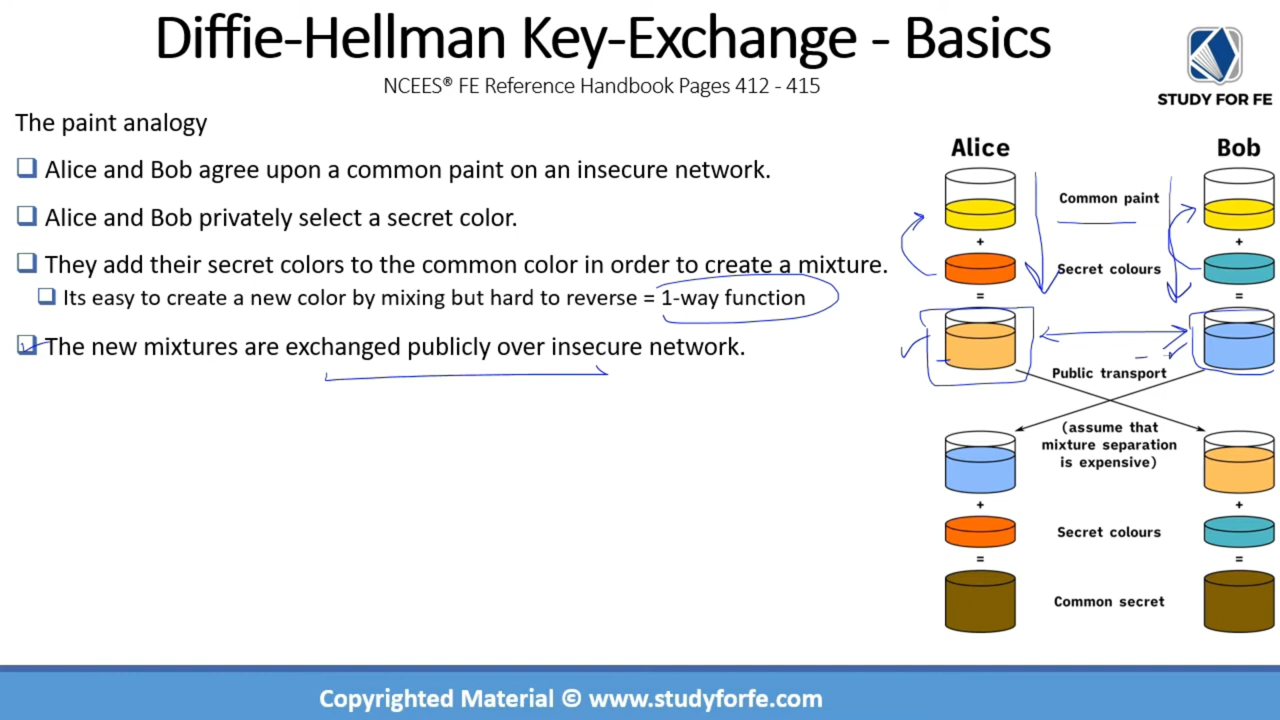 Diffie-Hellman Key-Exchange - Basics
NCEES® FE Reference Handbook Pages 412 - 415
STUDY FOR FE
The paint analogy
Alice and Bob agree upon a common paint on an insecure network.
Alice and Bob privately select a secret color.
They add their secret colors to the common color in order to create a mixture.
Its easy to create a new color by mixing but hard to reverse = 1-way function
The new mixtures are exchanged publicly over insecure network.
Alice
Bob
Common paint
+
+
Secret colours
=
=
Public transport
(assume that
mixture separation
is expensive)
+
+
Secret colours
=
=
Common secret
Copyrighted Material © www.studyforfe.com